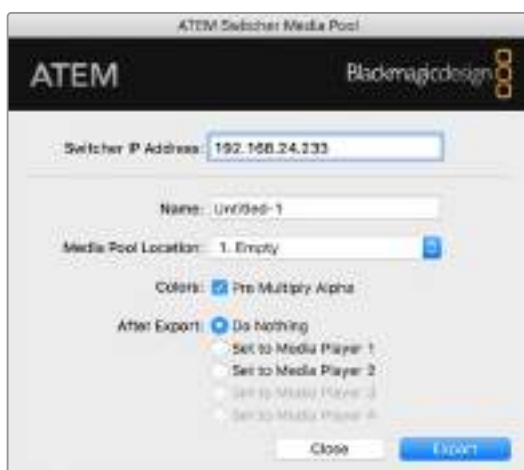 ATEM Switcher Media Pool
ATEM Blackmagicdesign
Switcher IP Address: 192.168.24.233
Name: Untitled-1
Media Pool Location: 1. Empty
Colors: Pre Multiply Alpha
After Export: Do Nothing
Set to Media Player 1
Set to Media Player 2
Set to Media Player 3
Set to Media Player 4
Close Export